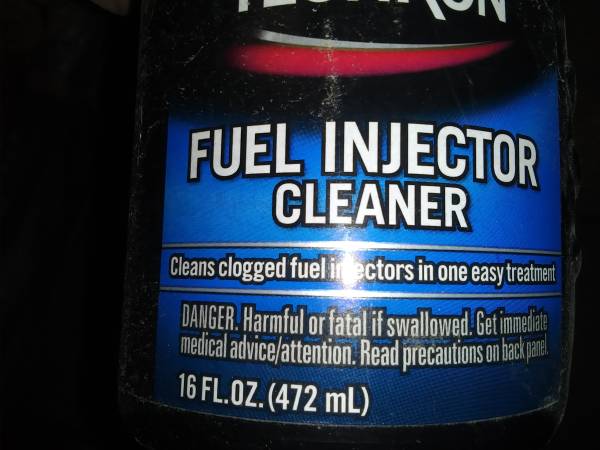 FUEL INJECTOR
CLEANER
Cleans clogged fuel injectors in one easy treatment
DANGER. Harmful or fatal if swallowed. Get immediate
medical advice/attention. Read precautions on back panel.
16 FL.OZ. (472 mL)